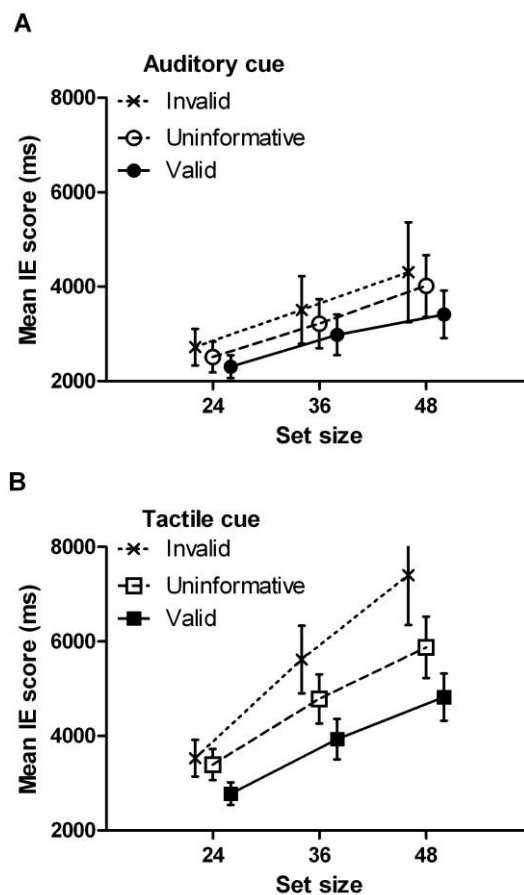 A
Auditory cue
Invalid
Uninformative
Valid
Mean IE score (ms)
8000
6000
4000
2000
24 36 48
Set size
B
Tactile cue
Invalid
Uninformative
Valid
Mean IE score (ms)
8000
6000
4000
2000
24 36 48
Set size